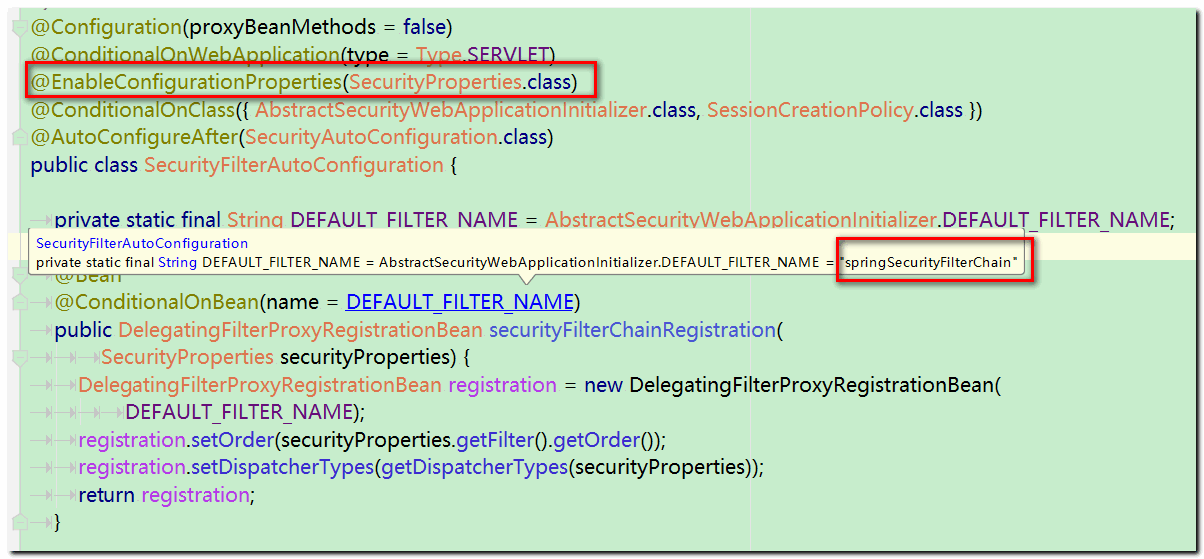 @Configuration(proxyBeanMethods = false)
@ConditionalOnWebApplication(type = Type.SERVLET)
@EnableConfigurationProperties(SecurityProperties.class)
@ConditionalOnClass({ AbstractSecurityWebApplicationInitializer.class, SessionCreationPolicy.class })
@AutoConfigureAfter(SecurityAutoConfiguration.class)
public class SecurityFilterAutoConfiguration {
private static final String DEFAULT_FILTER_NAME = AbstractSecurityWebApplicationInitializer.DEFAULT_FILTER_NAME;
SecurityFilterAutoConfiguration
private static final String DEFAULT_FILTER_NAME = AbstractSecurityWebApplicationInitializer.DEFAULT_FILTER_NAME = "springSecurityFilterChain"
@Bean
@ConditionalOnBean(name = DEFAULT_FILTER_NAME)
public DelegatingFilterProxyRegistrationBean securityFilterChainRegistration(
SecurityProperties securityProperties) {
DelegatingFilterProxyRegistrationBean registration = new DelegatingFilterProxyRegistrationBean(
DEFAULT_FILTER_NAME);
registration.setOrder(securityProperties.getFilter().getOrder());
registration.setDispatcherTypes(getDispatcherTypes(securityProperties));
return registration;
}